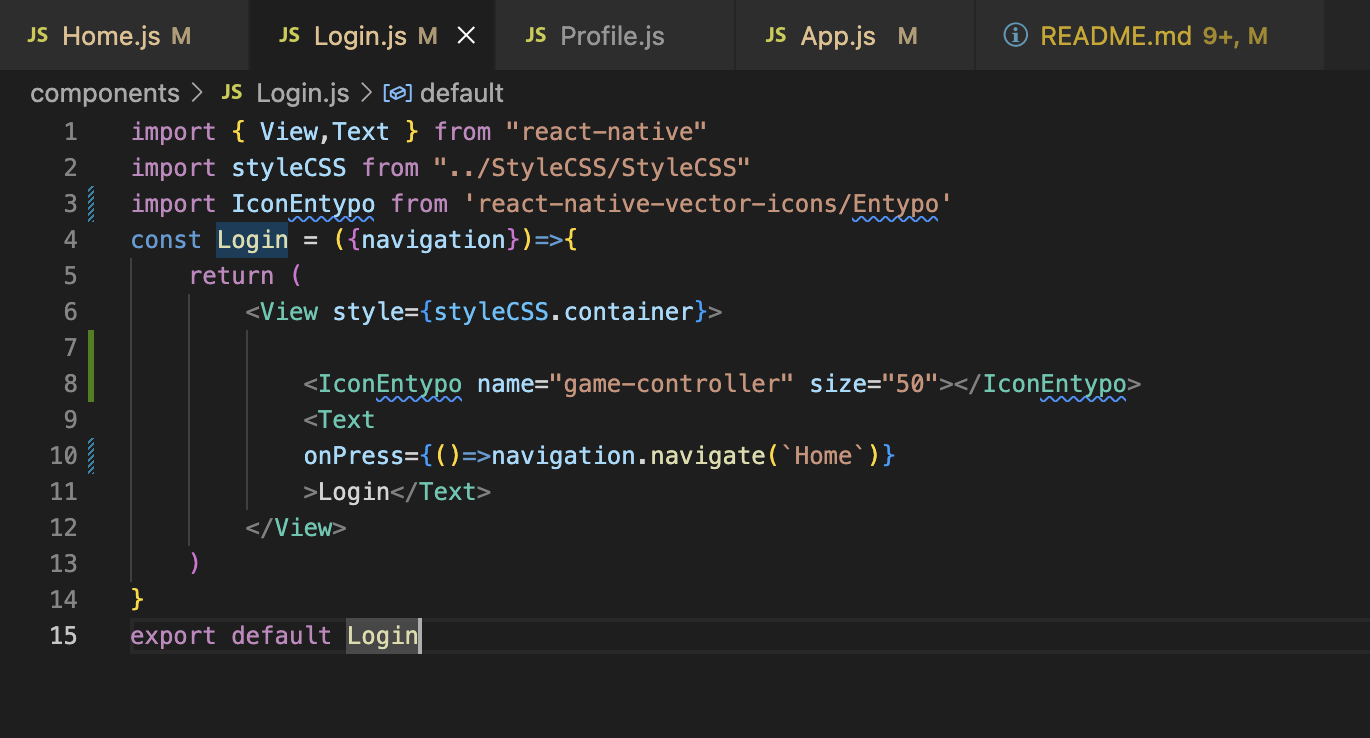 JS Home.js M JS Login.js M × JS Profile.js JS App.js M README.md 9+, M
components > JS Login.js > default
1 import { View,Text } from "react-native"
2 import styleCSS from "../StyleCSS/StyleCSS"
3 import IconEntypo from 'react-native-vector-icons/Entypo'
4 const Login = ({navigation})=>{
5 return (
6 <View style={styleCSS.container}>
7
8 <IconEntypo name="game-controller" size="50"></IconEntypo>
9 <Text
10 onPress={()=>navigation.navigate(`Home`)}
11 >Login</Text>
12 </View>
13 )
14 }
15 export default Login